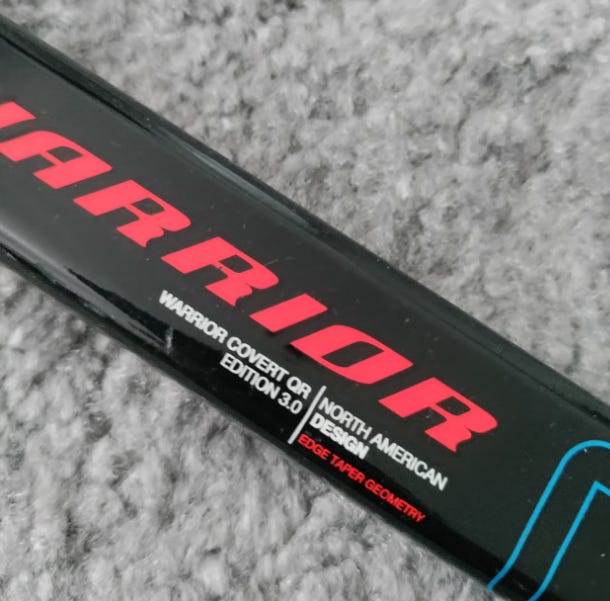 WARRIOR
WARRIOR COVERT QR
EDITION 3.0
NORTH AMERICAN
DESIGN
EDGE TAPER GEOMETRY